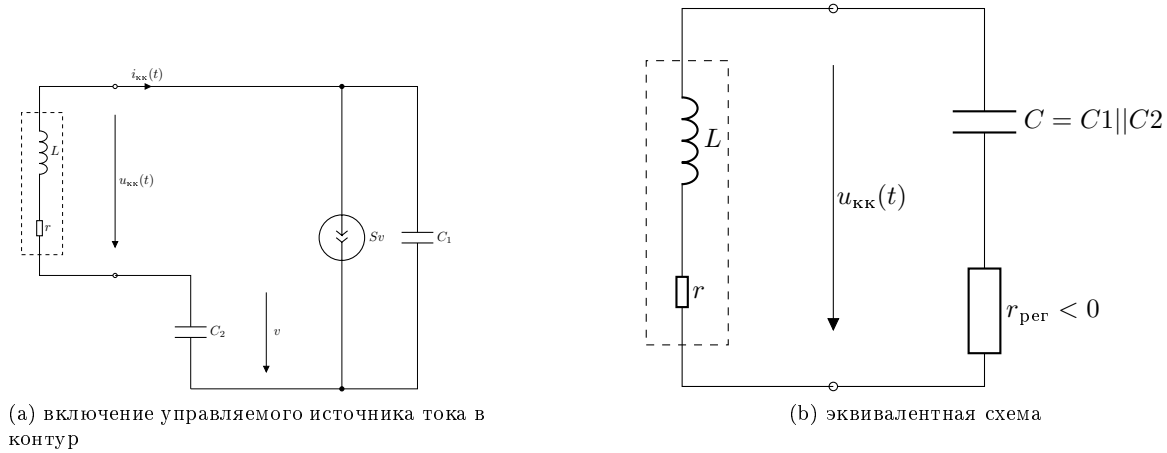 i_кк(t)
L
u_кк(t)
r
Sv
C_1
C_2
v
(a) включение управляемого источника тока в
контур
L
C = C1||C2
u_кк(t)
r
r_рег < 0
(b) эквивалентная схема